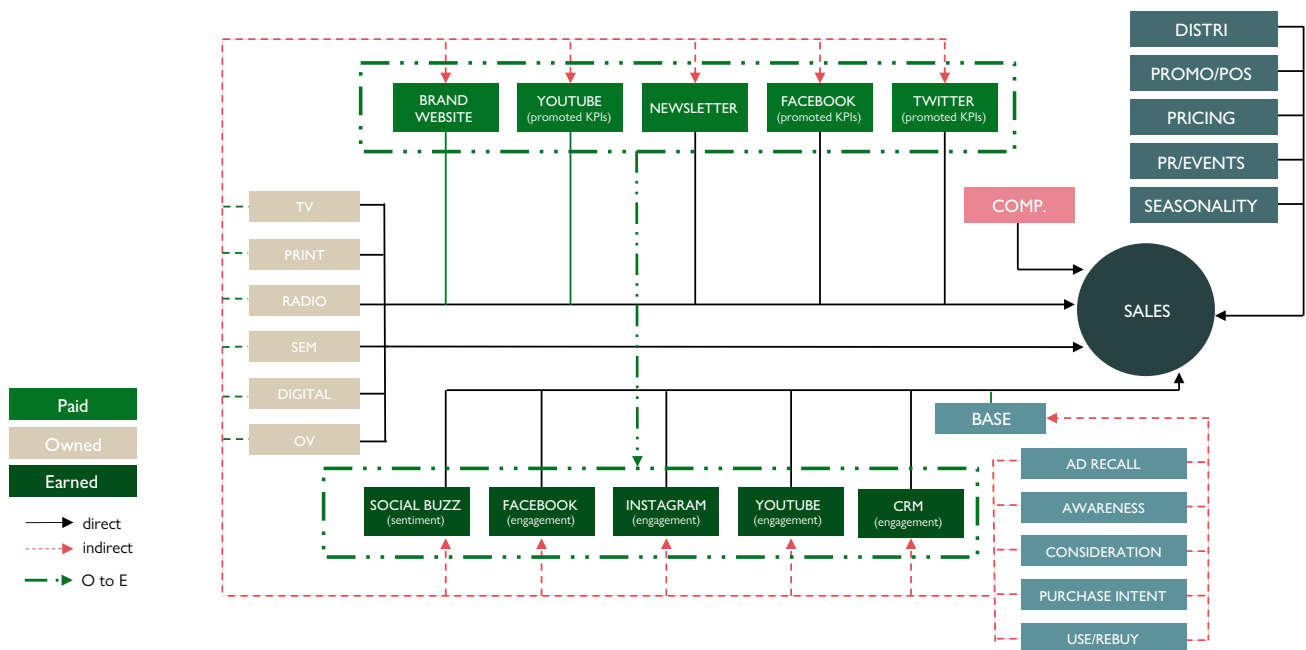 DISTRI
PROMO/POS
PRICING
PR/EVENTS
SEASONALITY
BRAND
WEBSITE
YOUTUBE
(promoted KPIs)
NEWSLETTER
FACEBOOK
(promoted KPIs)
TWITTER
(promoted KPIs)
TV
PRINT
RADIO
SEM
DIGITAL
OV
COMP.
SALES
BASE
Paid
Owned
Earned
direct
indirect
O to E
SOCIAL BUZZ
(sentiment)
FACEBOOK
(engagement)
INSTAGRAM
(engagement)
YOUTUBE
(engagement)
CRM
(engagement)
AD RECALL
AWARENESS
CONSIDERATION
PURCHASE INTENT
USE/REBUY